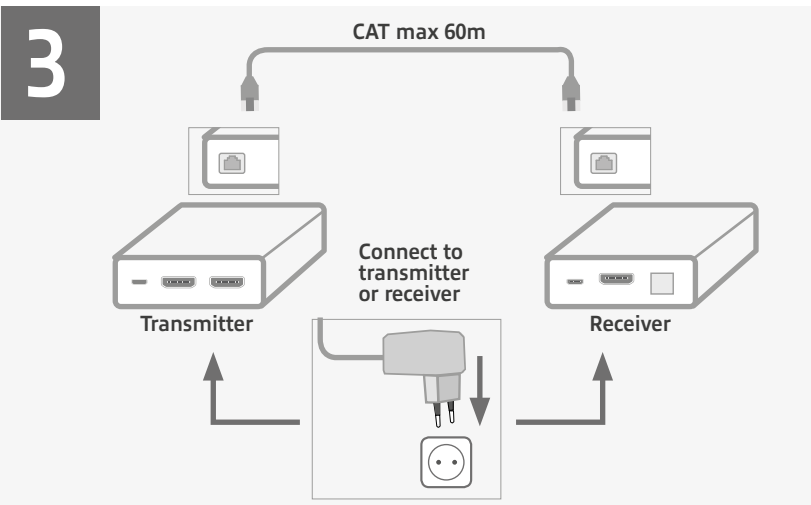 3
CAT max 60m
Connect to
transmitter
or receiver
Transmitter
Receiver